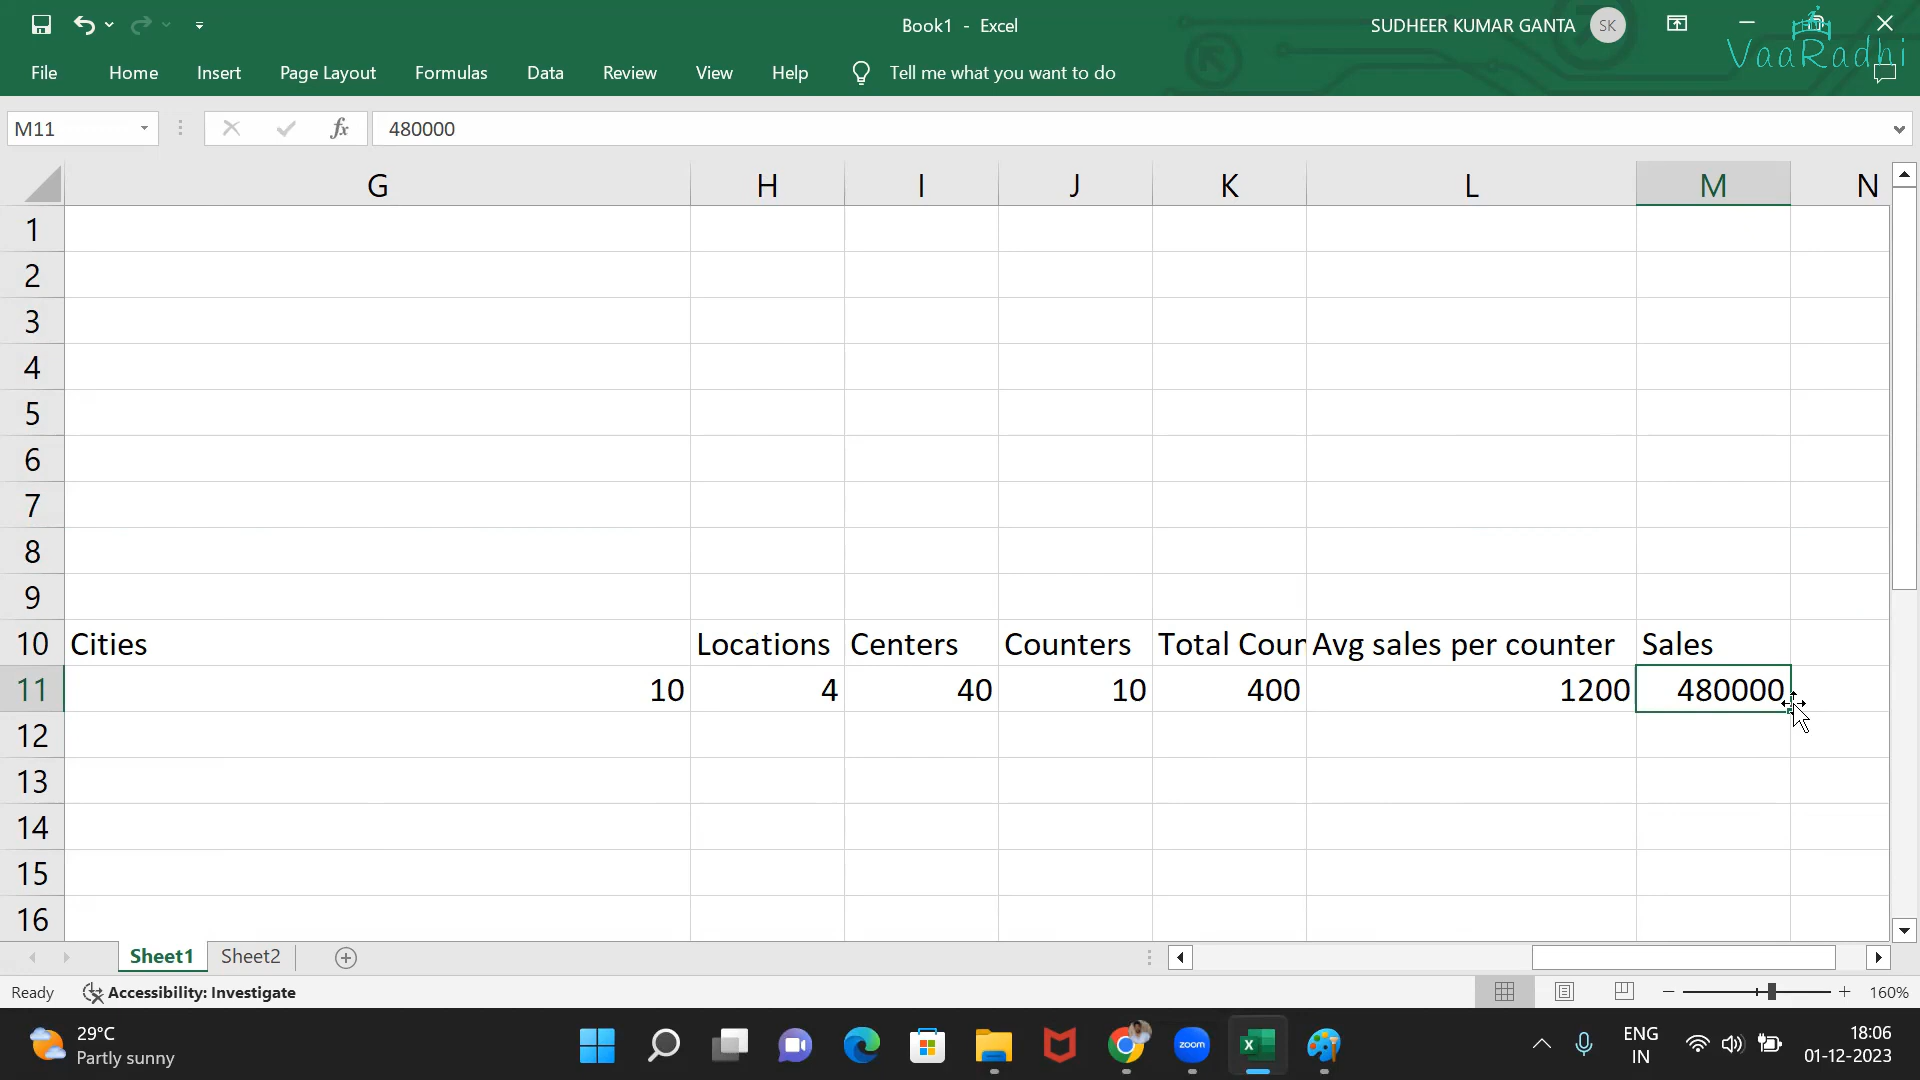 Book1 - Excel
SUDHEER KUMAR GANTA
SK
VaaRadhi
File Home Insert Page Layout Formulas Data Review View Help Tell me what you want to do
M11
fx
480000
G H I J K L M N
1
2
3
4
5
6
7
8
9
10 Cities Locations Centers Counters Total Cour Avg sales per counter Sales
11 10 4 40 10 400 1200 480000
12
13
14
15
16
Sheet1 Sheet2
Ready Accessibility: Investigate 160%
29°C
Partly sunny
zoom
ENG
IN
18:06
01-12-2023